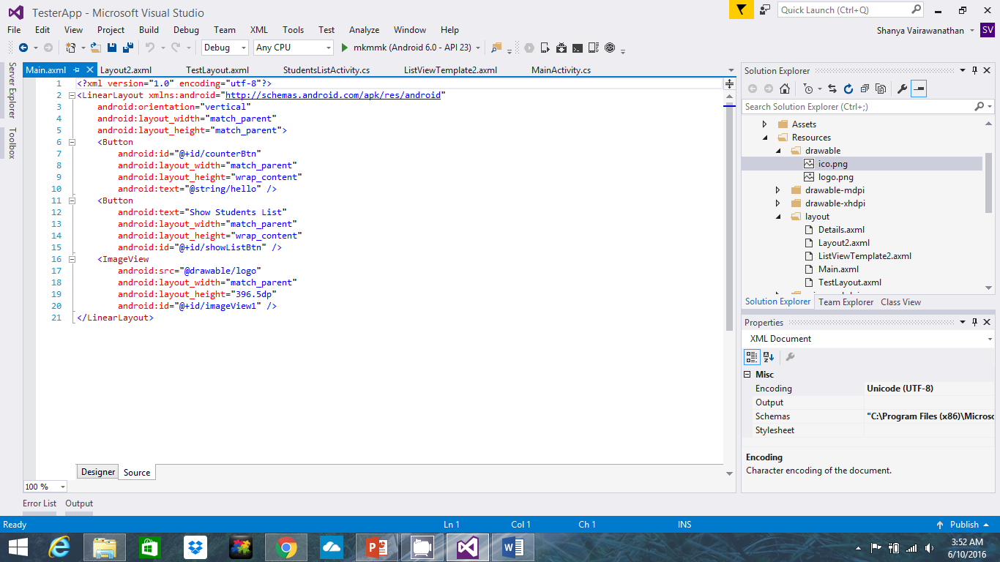 TesterApp - Microsoft Visual Studio
Quick Launch (Ctrl+Q)
File Edit View Project Build Debug Team XML Tools Test Analyze Window Help
Shanya Vairawanathan SV
Debug Any CPU mkmmk (Android 6.0 - API 23)
Server Explorer
Toolbox
Main.axml Layout2.axml TestLayout.axml StudentsListActivity.cs ListViewTemplate2.axml MainActivity.cs
1 <?xml version="1.0" encoding="utf-8"?>
2 <LinearLayout xmlns:android="http://schemas.android.com/apk/res/android"
3 android:orientation="vertical"
4 android:layout_width="match_parent"
5 android:layout_height="match_parent">
6 <Button
7 android:id="@+id/counterBtn"
8 android:layout_width="match_parent"
9 android:layout_height="wrap_content"
10 android:text="@string/hello" />
11 <Button
12 android:text="Show Students List"
13 android:layout_width="match_parent"
14 android:layout_height="wrap_content"
15 android:id="@+id/showListBtn" />
16 <ImageView
17 android:src="@drawable/logo"
18 android:layout_width="match_parent"
19 android:layout_height="396.5dp"
20 android:id="@+id/imageView1" />
21 </LinearLayout>
Designer Source
100 %
Error List Output
Solution Explorer
Search Solution Explorer (Ctrl+;)
Assets
Resources
drawable
ico.png
logo.png
drawable-mdpi
drawable-xhdpi
layout
Details.axml
Layout2.axml
ListViewTemplate2.axml
Main.axml
TestLayout.axml
Solution Explorer Team Explorer Class View
Properties
XML Document
Misc
Encoding Unicode (UTF-8)
Output
Schemas "C:\Program Files (x86)\Microso
Stylesheet
Encoding
Character encoding of the document.
Ready Ln 1 Col 1 Ch 1 INS Publish
3:52 AM
6/10/2016